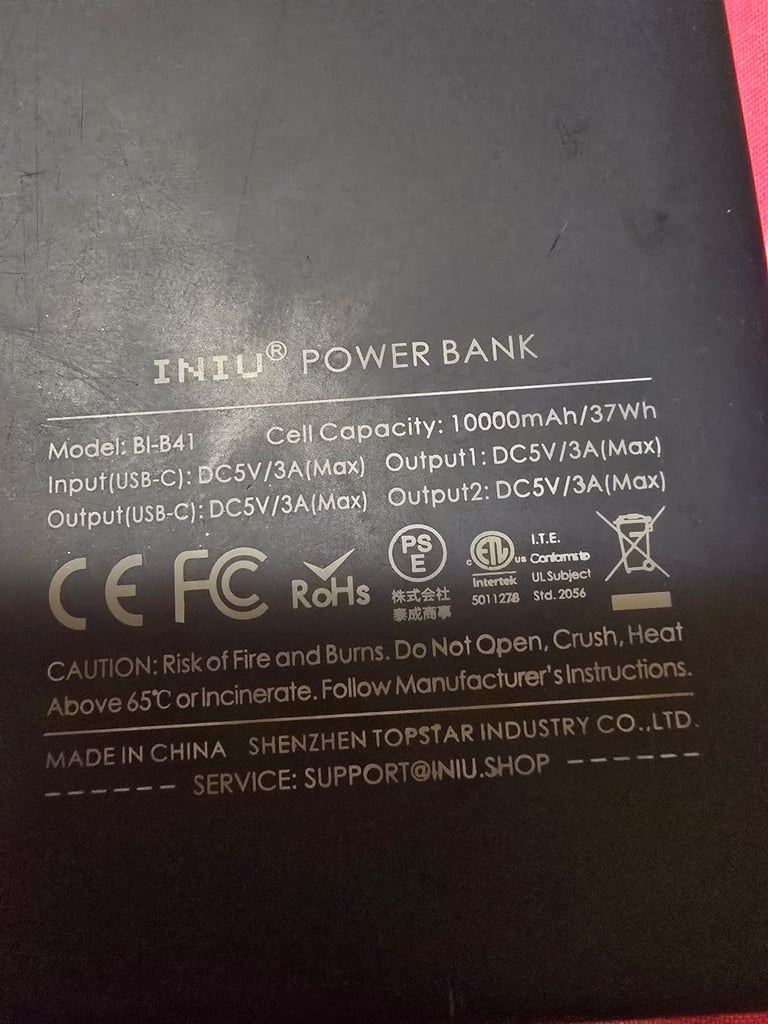 INIU® POWER BANK
Model: BI-B41 Cell Capacity: 10000mAh/37Wh
Input(USB-C): DC5V/3A(Max) Output1: DC5V/3A(Max)
Output(USB-C): DC5V/3A(Max) Output2: DC5V/3A(Max)
CE FC RoHS
PS
E
株式会社
泰成商事
c ETL us
Intertek
5011278
I.T.E.
Conforms to
UL Subject
Std. 2056
CAUTION: Risk of Fire and Burns. Do Not Open, Crush, Heat
Above 65℃ or Incinerate. Follow Manufacturer's Instructions.
MADE IN CHINA SHENZHEN TOPSTAR INDUSTRY CO.,LTD.
SERVICE: SUPPORT@INIU.SHOP